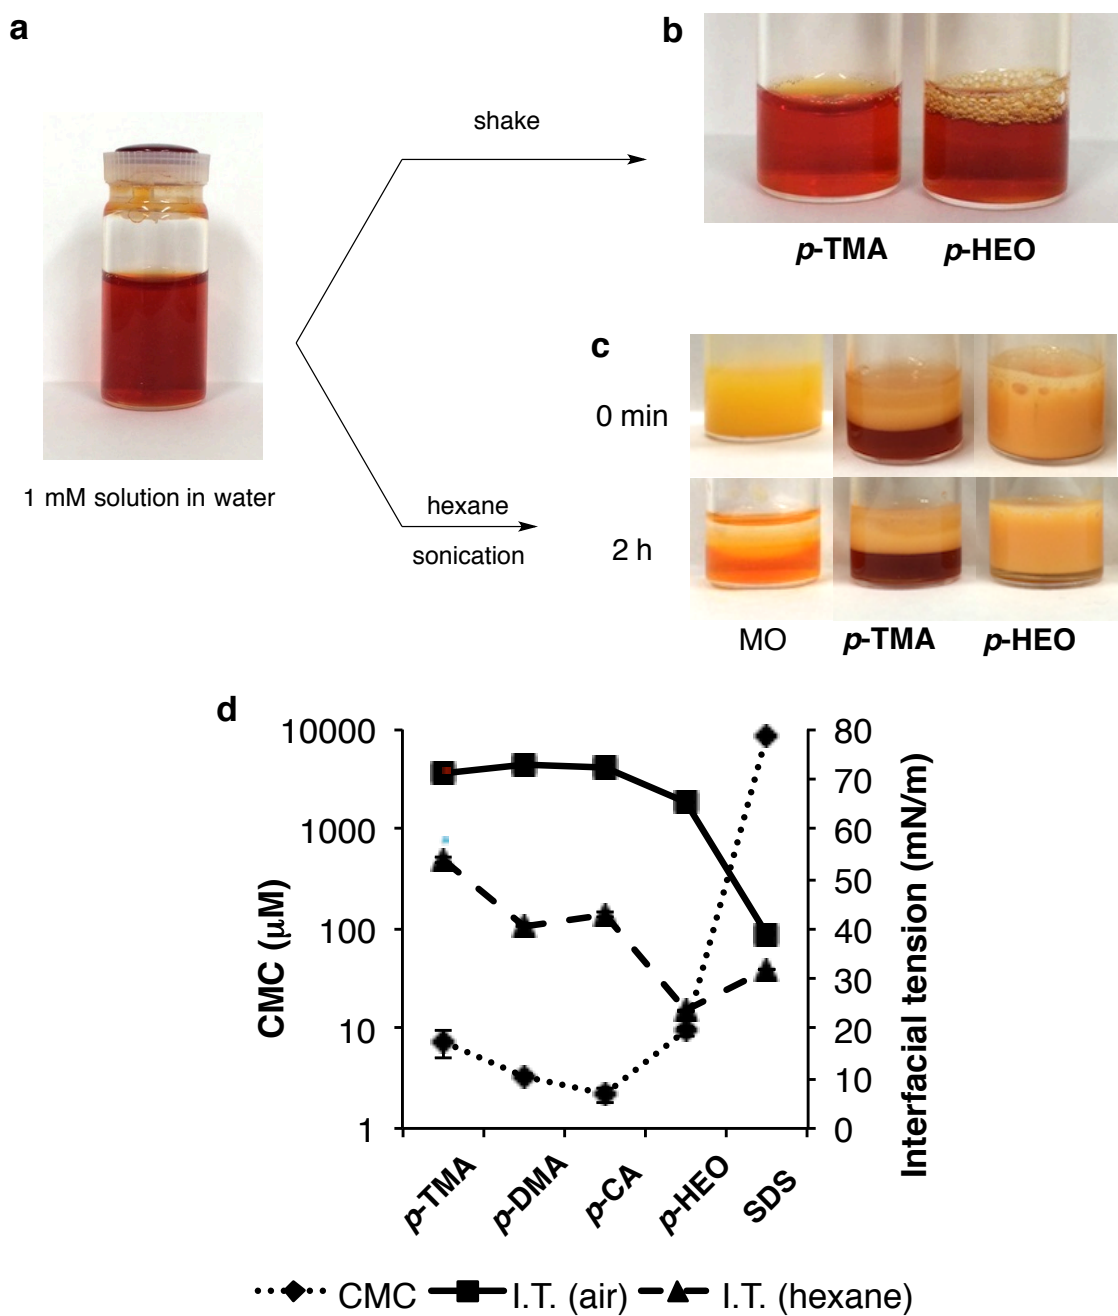 a
1 mM solution in water
shake
hexane
sonication
b
p-TMA p-HEO
c
0 min
2 h
MO p-TMA p-HEO
d
CMC (μM)
10000
1000
100
10
1
80
70
60
50
40
30
20
10
0
Interfacial tension (mN/m)
p-TMA
p-DMA
p-CA
p-HEO
SDS
CMC I.T. (air) I.T. (hexane)